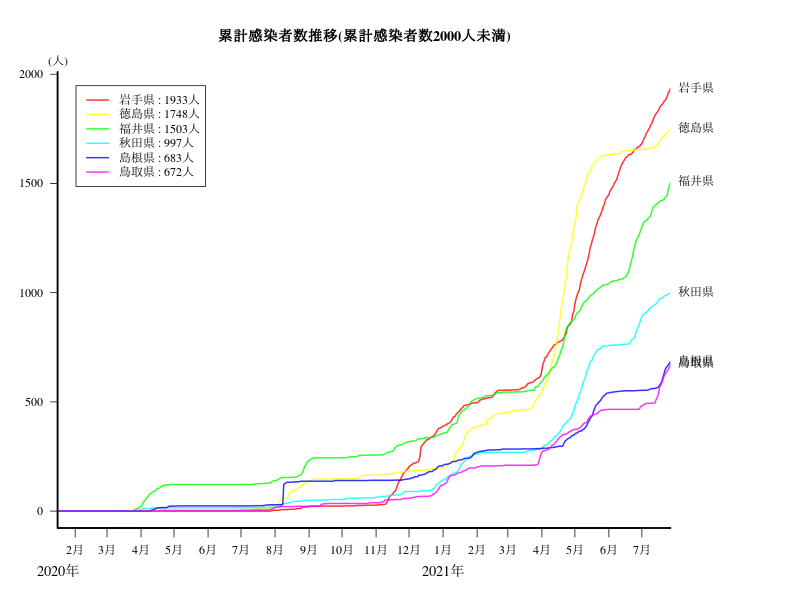 累計感染者数推移(累計感染者数2000人未満)
(人)
2000
1500
1000
500
0
岩手県 : 1933人
徳島県 : 1748人
福井県 : 1503人
秋田県 : 997人
島根県 : 683人
鳥取県 : 672人
岩手県
徳島県
福井県
秋田県
島根県
鳥取県
2月 3月 4月 5月 6月 7月 8月 9月 10月 11月 12月 1月 2月 3月 4月 5月 6月 7月
2020年 2021年